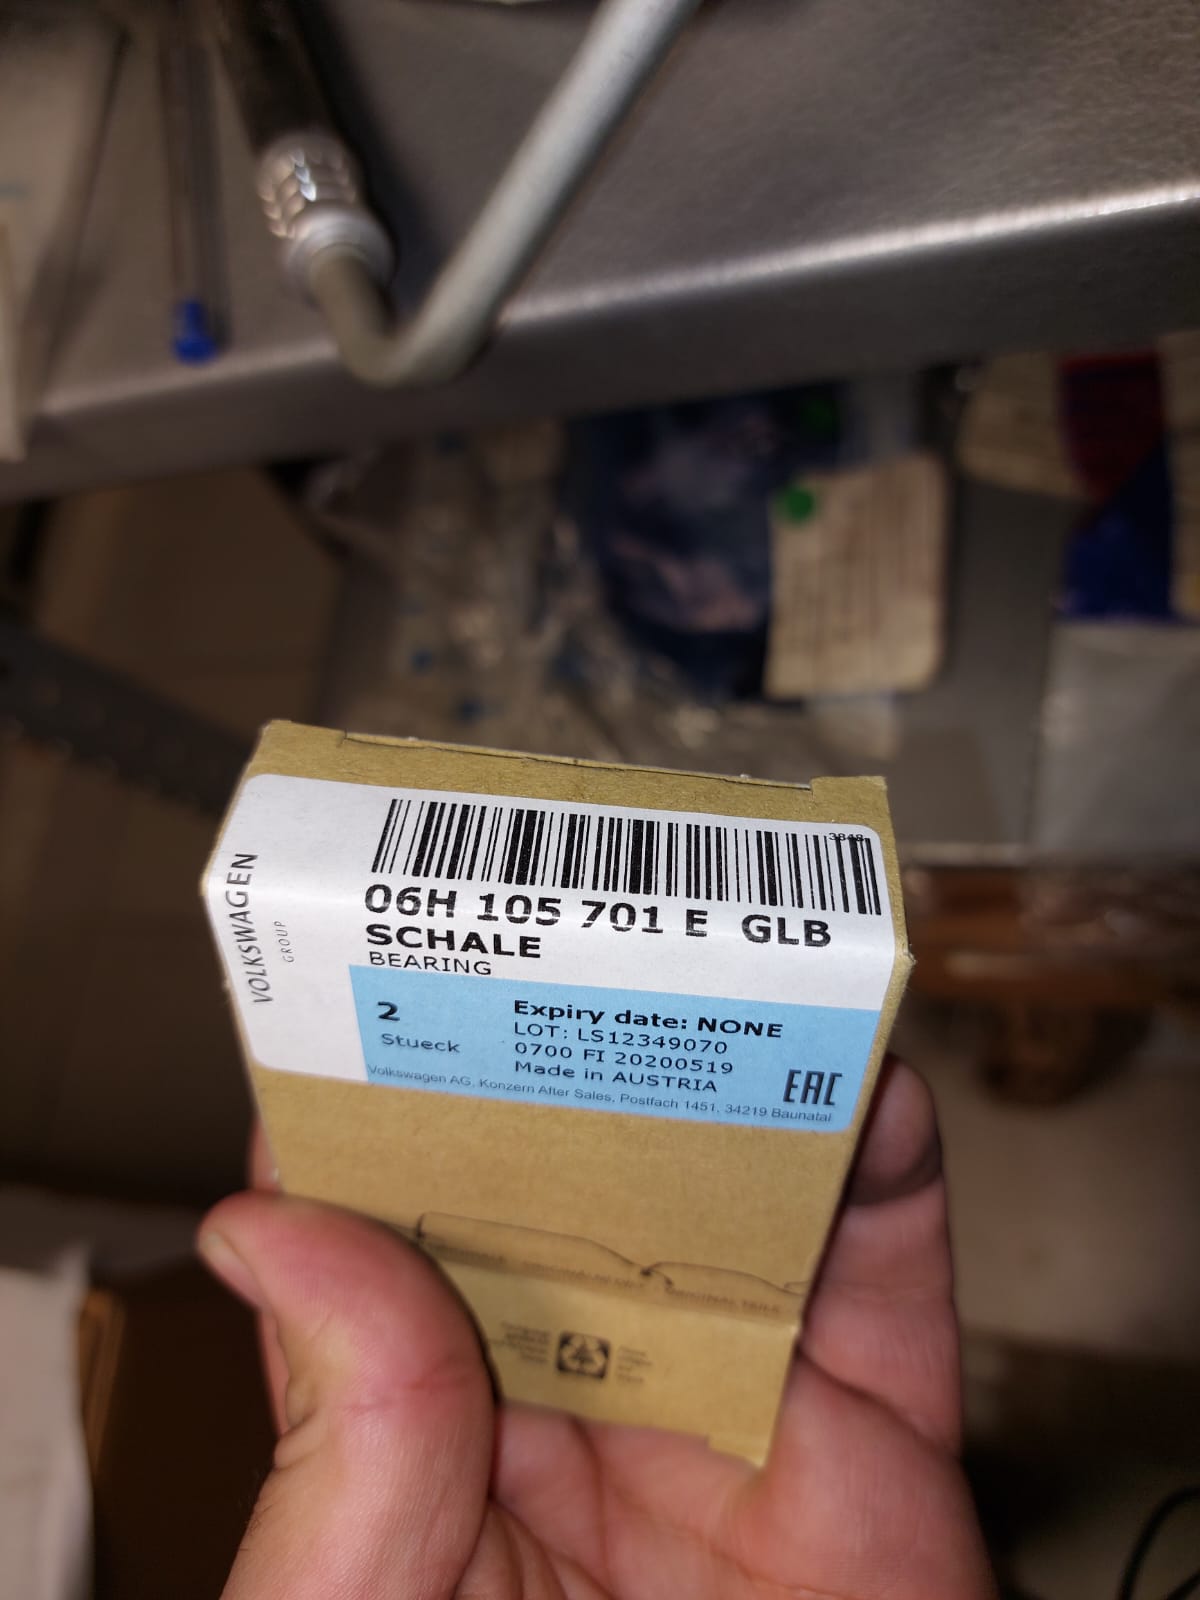 3848
06H 105 701 E GLB
SCHALE
BEARING
VOLKSWAGEN
GROUP
2
Stueck
Expiry date: NONE
LOT: LS12349070
0700 FI 20200519
Made in AUSTRIA
EAC
Volkswagen AG, Konzern After Sales, Postfach 1451, 34219 Baunatal